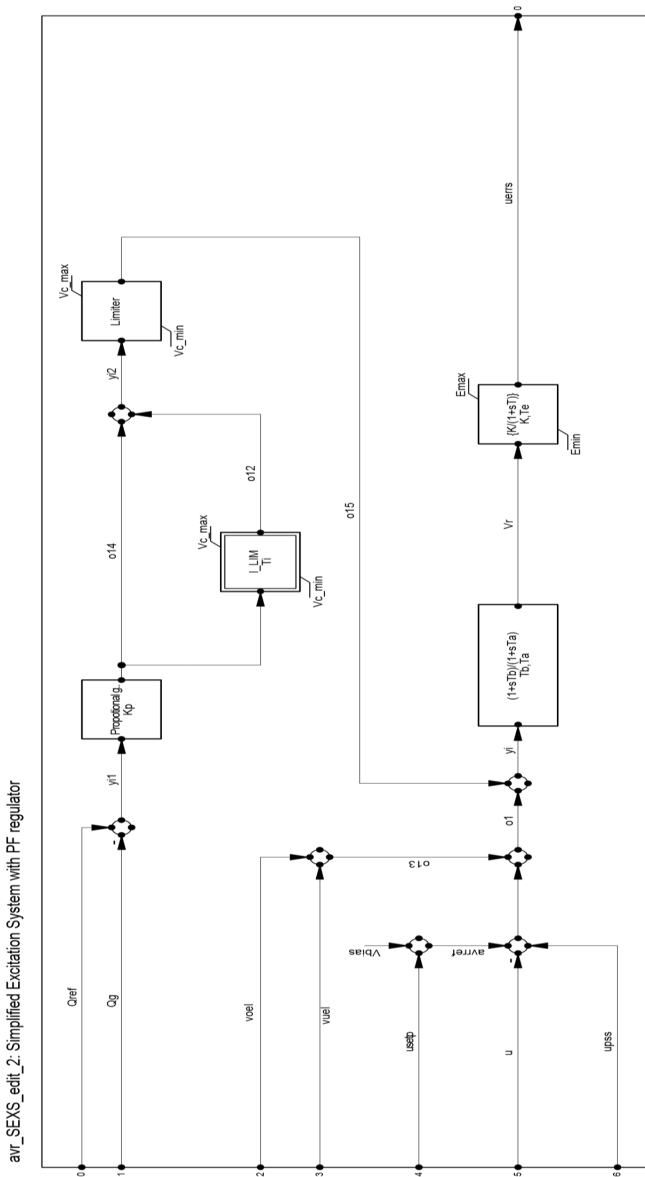 avr_SEXS_edit_2: Simplified Excitation System with PF regulator
0
Qref
1
Qg
-
yi1
Propotionalg.
Kp
o14
yi2
Limiter
Vc_max
Vc_min
I_LIM
Ti
Vc_max
Vc_min
o12
o15
2
voel
3
vuel
o13
4
usetp
Vbias
avrref
5
u
-
o1
yi
(1+sTb)/(1+sTa)
Tb,Ta
Vr
{K/(1+sT)}
K,Te
Emax
Emin
uerrs
0
6
upss